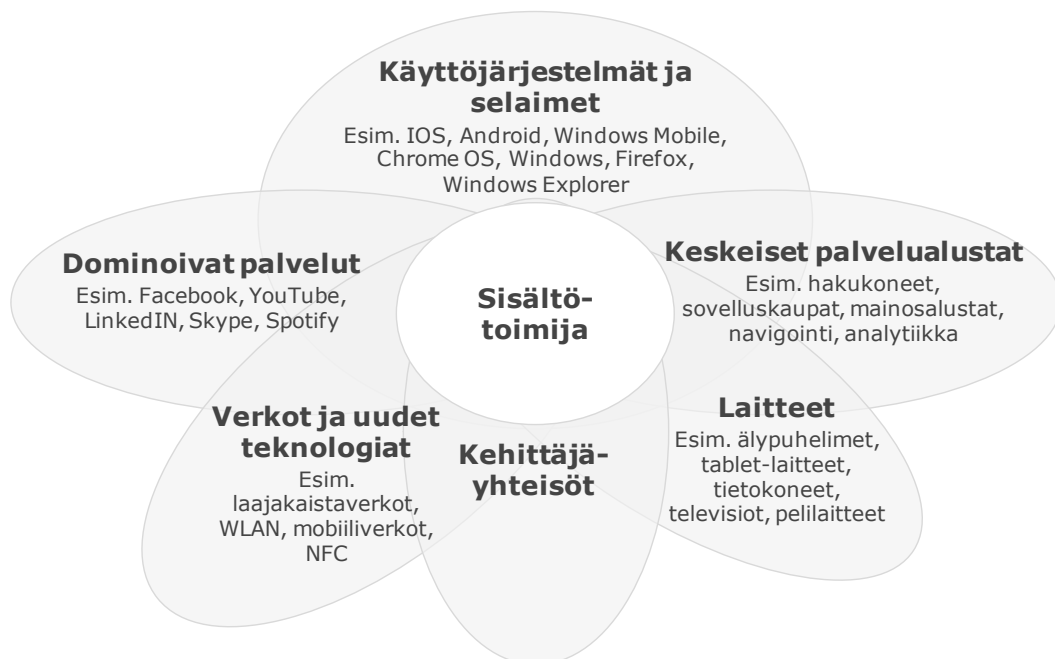 Käyttöjärjestelmät ja
selaimet
Esim. IOS, Android, Windows Mobile,
Chrome OS, Windows, Firefox,
Windows Explorer
Dominoivat palvelut
Esim. Facebook, YouTube,
LinkedIN, Skype, Spotify
Sisältö-
toimija
Keskeiset palvelualustat
Esim. hakukoneet,
sovelluskaupat, mainosalustat,
navigointi, analytiikka
Verkot ja uudet
teknologiat
Esim.
laajakaistaverkot,
WLAN, mobiiliverkot,
NFC
Kehittäjä-
yhteisöt
Laitteet
Esim. älypuhelimet,
tablet-laitteet,
tietokoneet,
televisiot, pelilaitteet